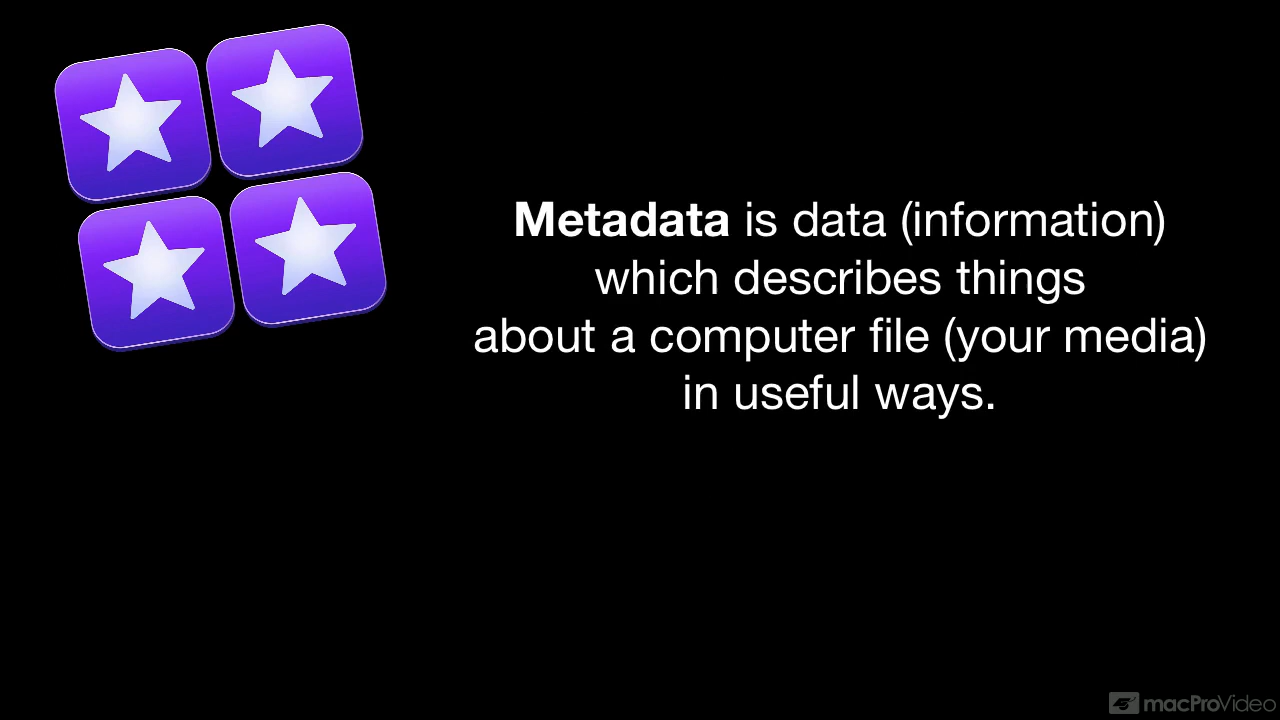 Metadata is data (information)
which describes things
about a computer file (your media)
in useful ways.
macProVideo